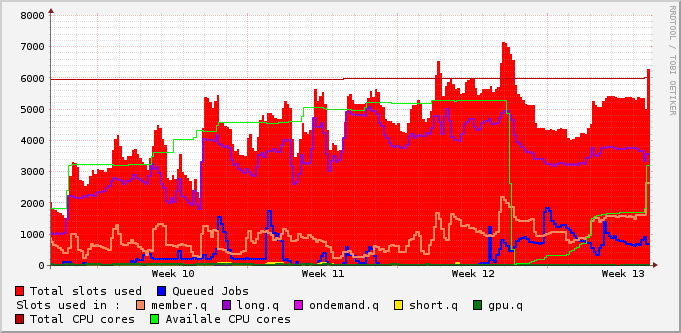 8000
7000
6000
5000
4000
3000
2000
1000
0
Week 10 Week 11 Week 12 Week 13
RRDTOOL / TOBI OETIKER
Total slots used Queued Jobs
Slots used in : member.q long.q ondemand.q short.q gpu.q
Total CPU cores Availale CPU cores